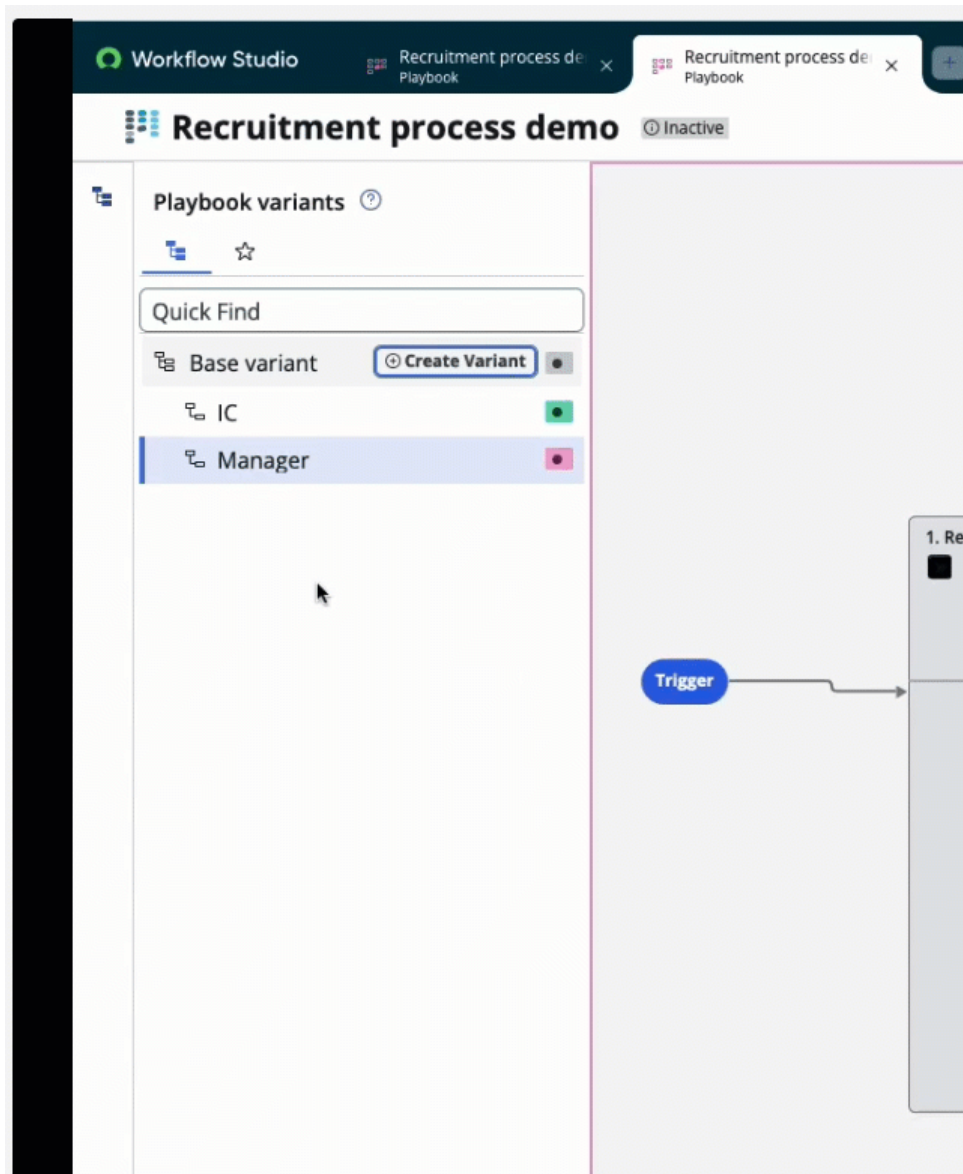 Workflow Studio
Recruitment process de
Playbook
Recruitment process de
Playbook
Recruitment process demo
Inactive
Playbook variants
Quick Find
Base variant
Create Variant
IC
Manager
1. Re
Trigger